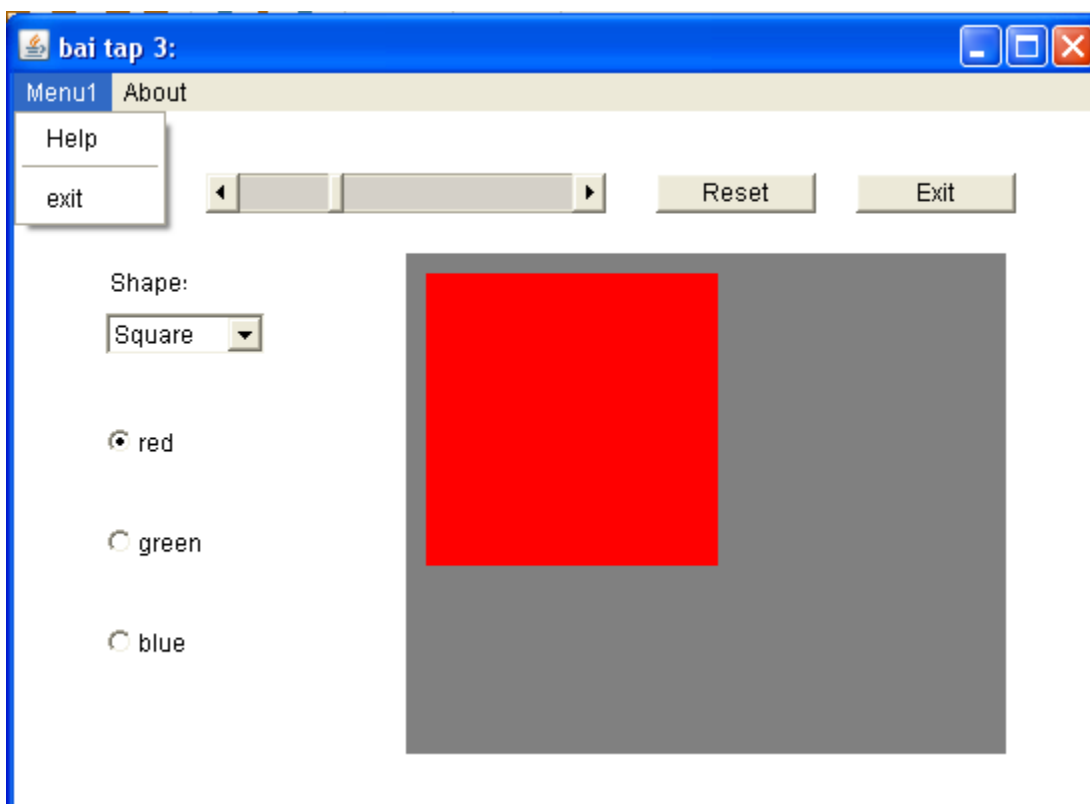 bai tap 3:
Menu1 About
Help
exit
Reset Exit
Shape:
Square
red
green
blue